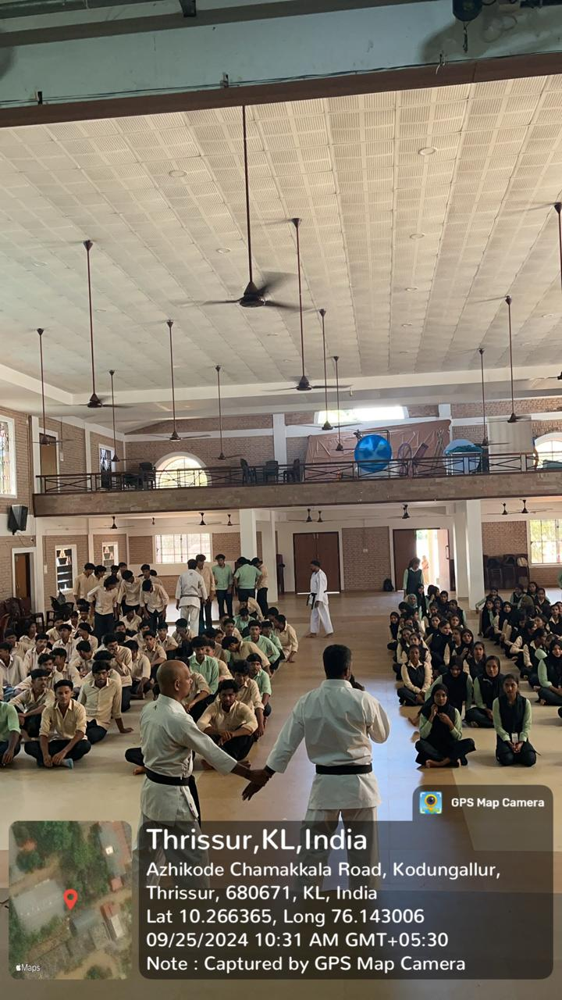 GPS Map Camera
Thrissur,KL,India
Azhikode Chamakkala Road, Kodungallur,
Thrissur, 680671, KL, India
Lat 10.266365, Long 76.143006
09/25/2024 10:31 AM GMT+05:30
Note : Captured by GPS Map Camera
Maps